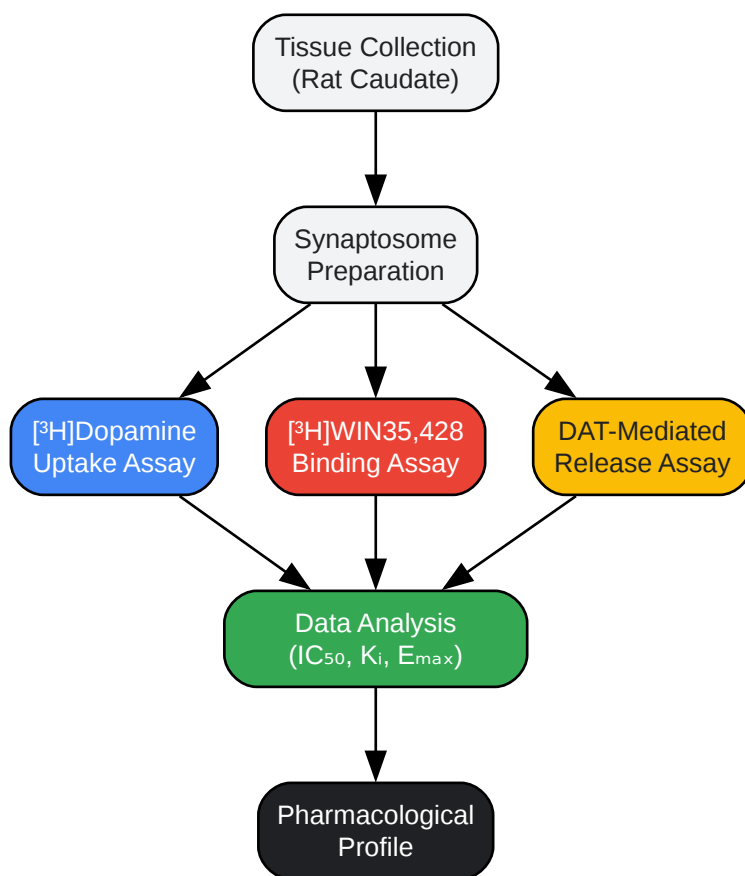 Tissue Collection
(Rat Caudate)
Synaptosome
Preparation
[³H]Dopamine
Uptake Assay
[³H]WIN35,428
Binding Assay
DAT-Mediated
Release Assay
Data Analysis
(IC₅₀, Kᵢ, Eₘₐₓ)
Pharmacological
Profile